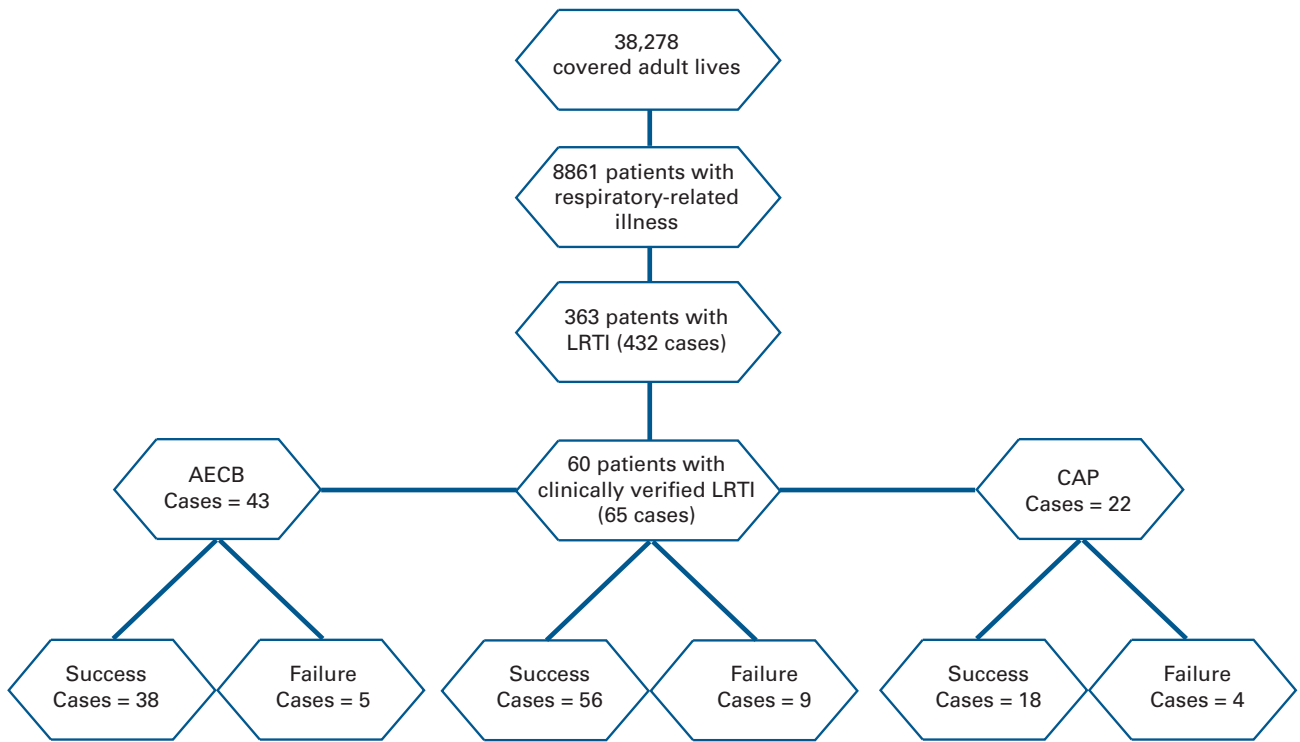 38,278
covered adult lives
8861 patients with
respiratory-related
illness
363 patents with
LRTI (432 cases)
AECB
Cases = 43
60 patients with
clinically verified LRTI
(65 cases)
CAP
Cases = 22
Success
Cases = 38
Failure
Cases = 5
Success
Cases = 56
Failure
Cases = 9
Success
Cases = 18
Failure
Cases = 4